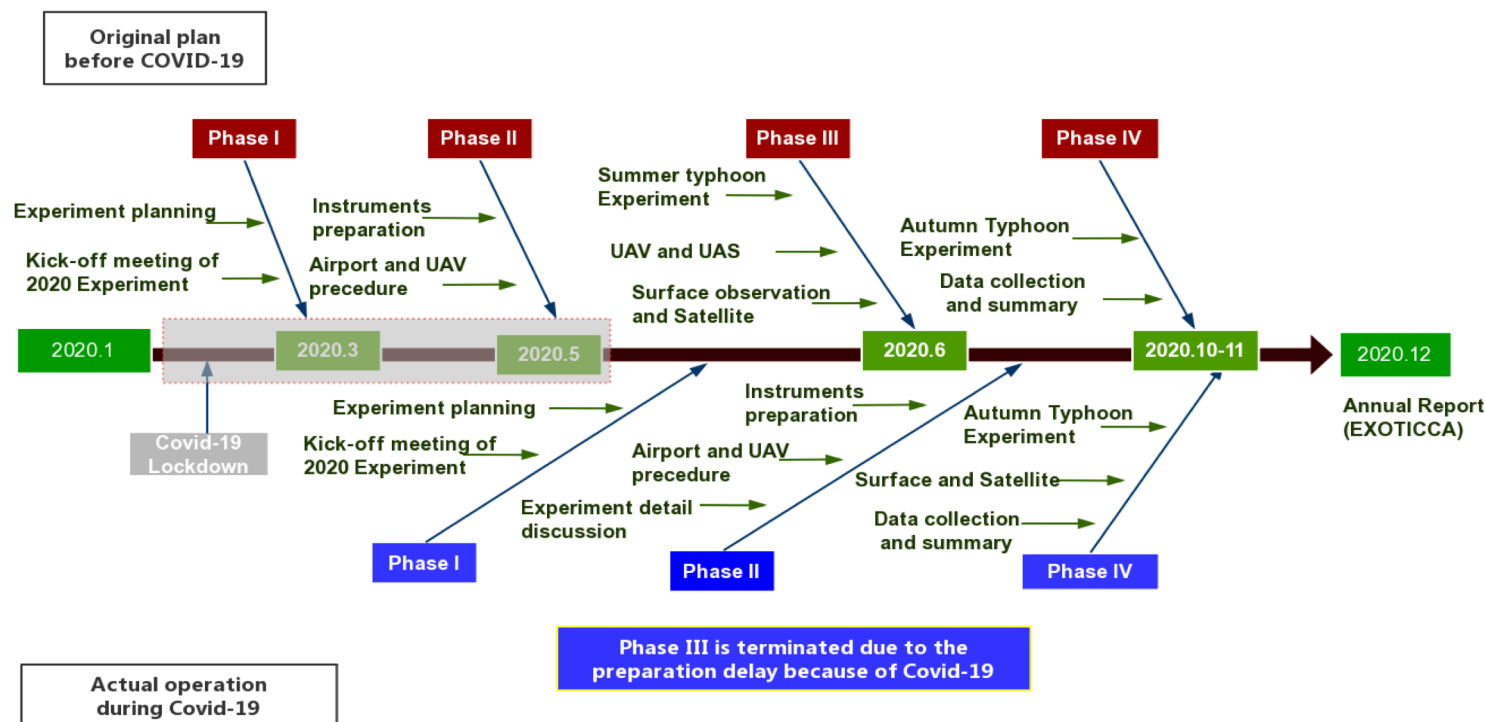 Original plan
before COVID-19
Phase I
Phase II
Phase III
Phase IV
Experiment planning
Kick-off meeting of
2020 Experiment
Instruments
preparation
Airport and UAV
precedure
Summer typhoon
Experiment
UAV and UAS
Surface observation
and Satellite
Autumn Typhoon
Experiment
Data collection
and summary
2020.1
2020.3
2020.5
2020.6
2020.10-11
2020.12
Covid-19
Lockdown
Experiment planning
Kick-off meeting of
2020 Experiment
Phase I
Instruments
preparation
Airport and UAV
precedure
Experiment detail
discussion
Phase II
Autumn Typhoon
Experiment
Surface and Satellite
Data collection
and summary
Phase IV
Annual Report
(EXOTICCA)
Phase III is terminated due to the
preparation delay because of Covid-19
Actual operation
during Covid-19